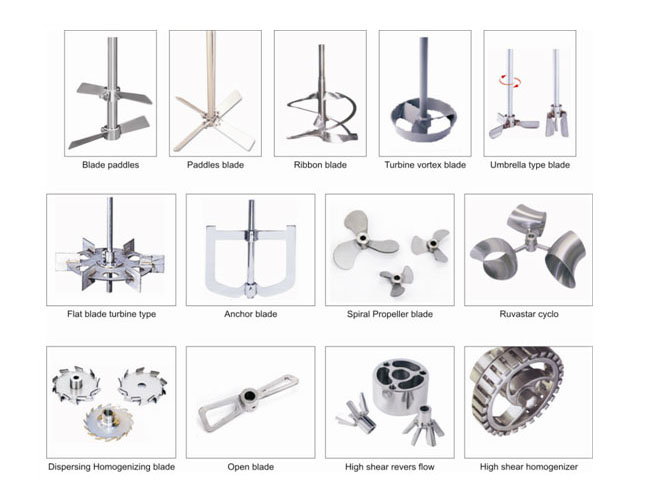 Blade paddles
Paddles blade
Ribbon blade
Turbine vortex blade
Umbrella type blade
Flat blade turbine type
Anchor blade
Spiral Propeller blade
Ruvastar cyclo
Dispersing Homogenizing blade
Open blade
High shear revers flow
High shear homogenizer